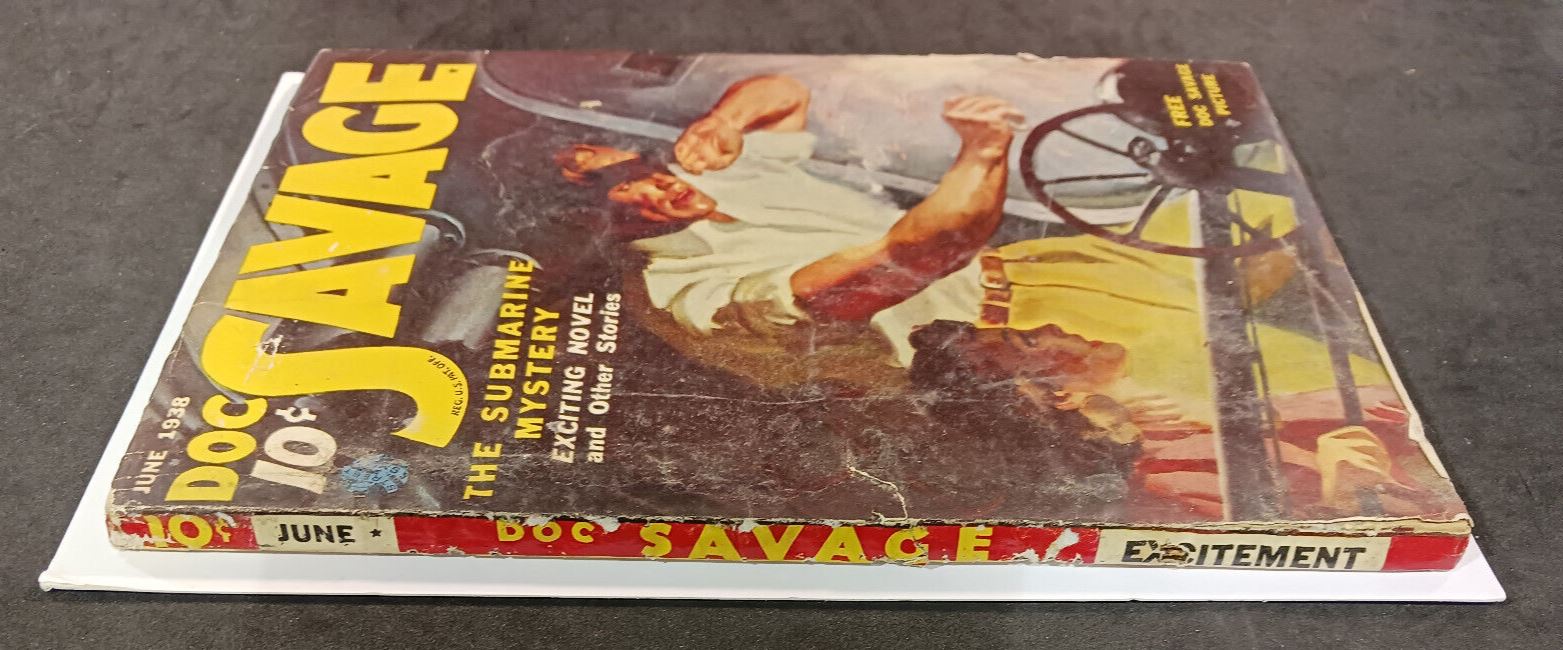 JUNE 1938
DOC
SAVAGE
10¢
REG. U.S. PAT. OFF.
THE SUBMARINE
MYSTERY
EXCITING NOVEL
and Other Stories
FREE
DOC SAVAGE
PICTURE
10¢ JUNE DOC SAVAGE EXCITEMENT